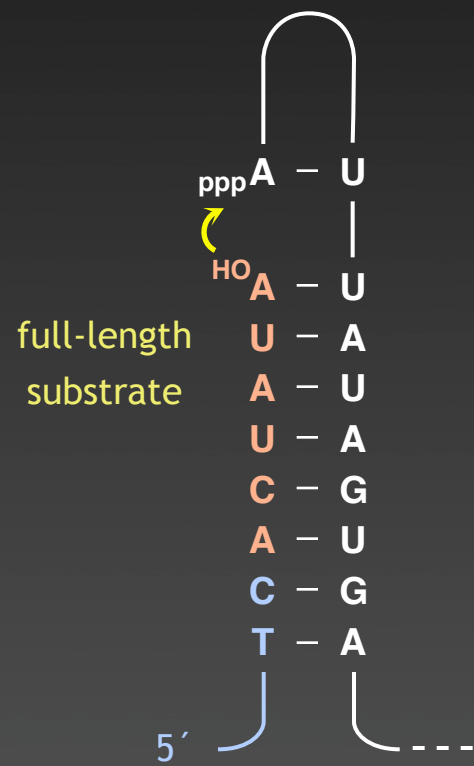 pppA – U
HOA – U
full-length
substrate
U – A
A – U
U – A
C – G
A – U
C – G
T – A
5´